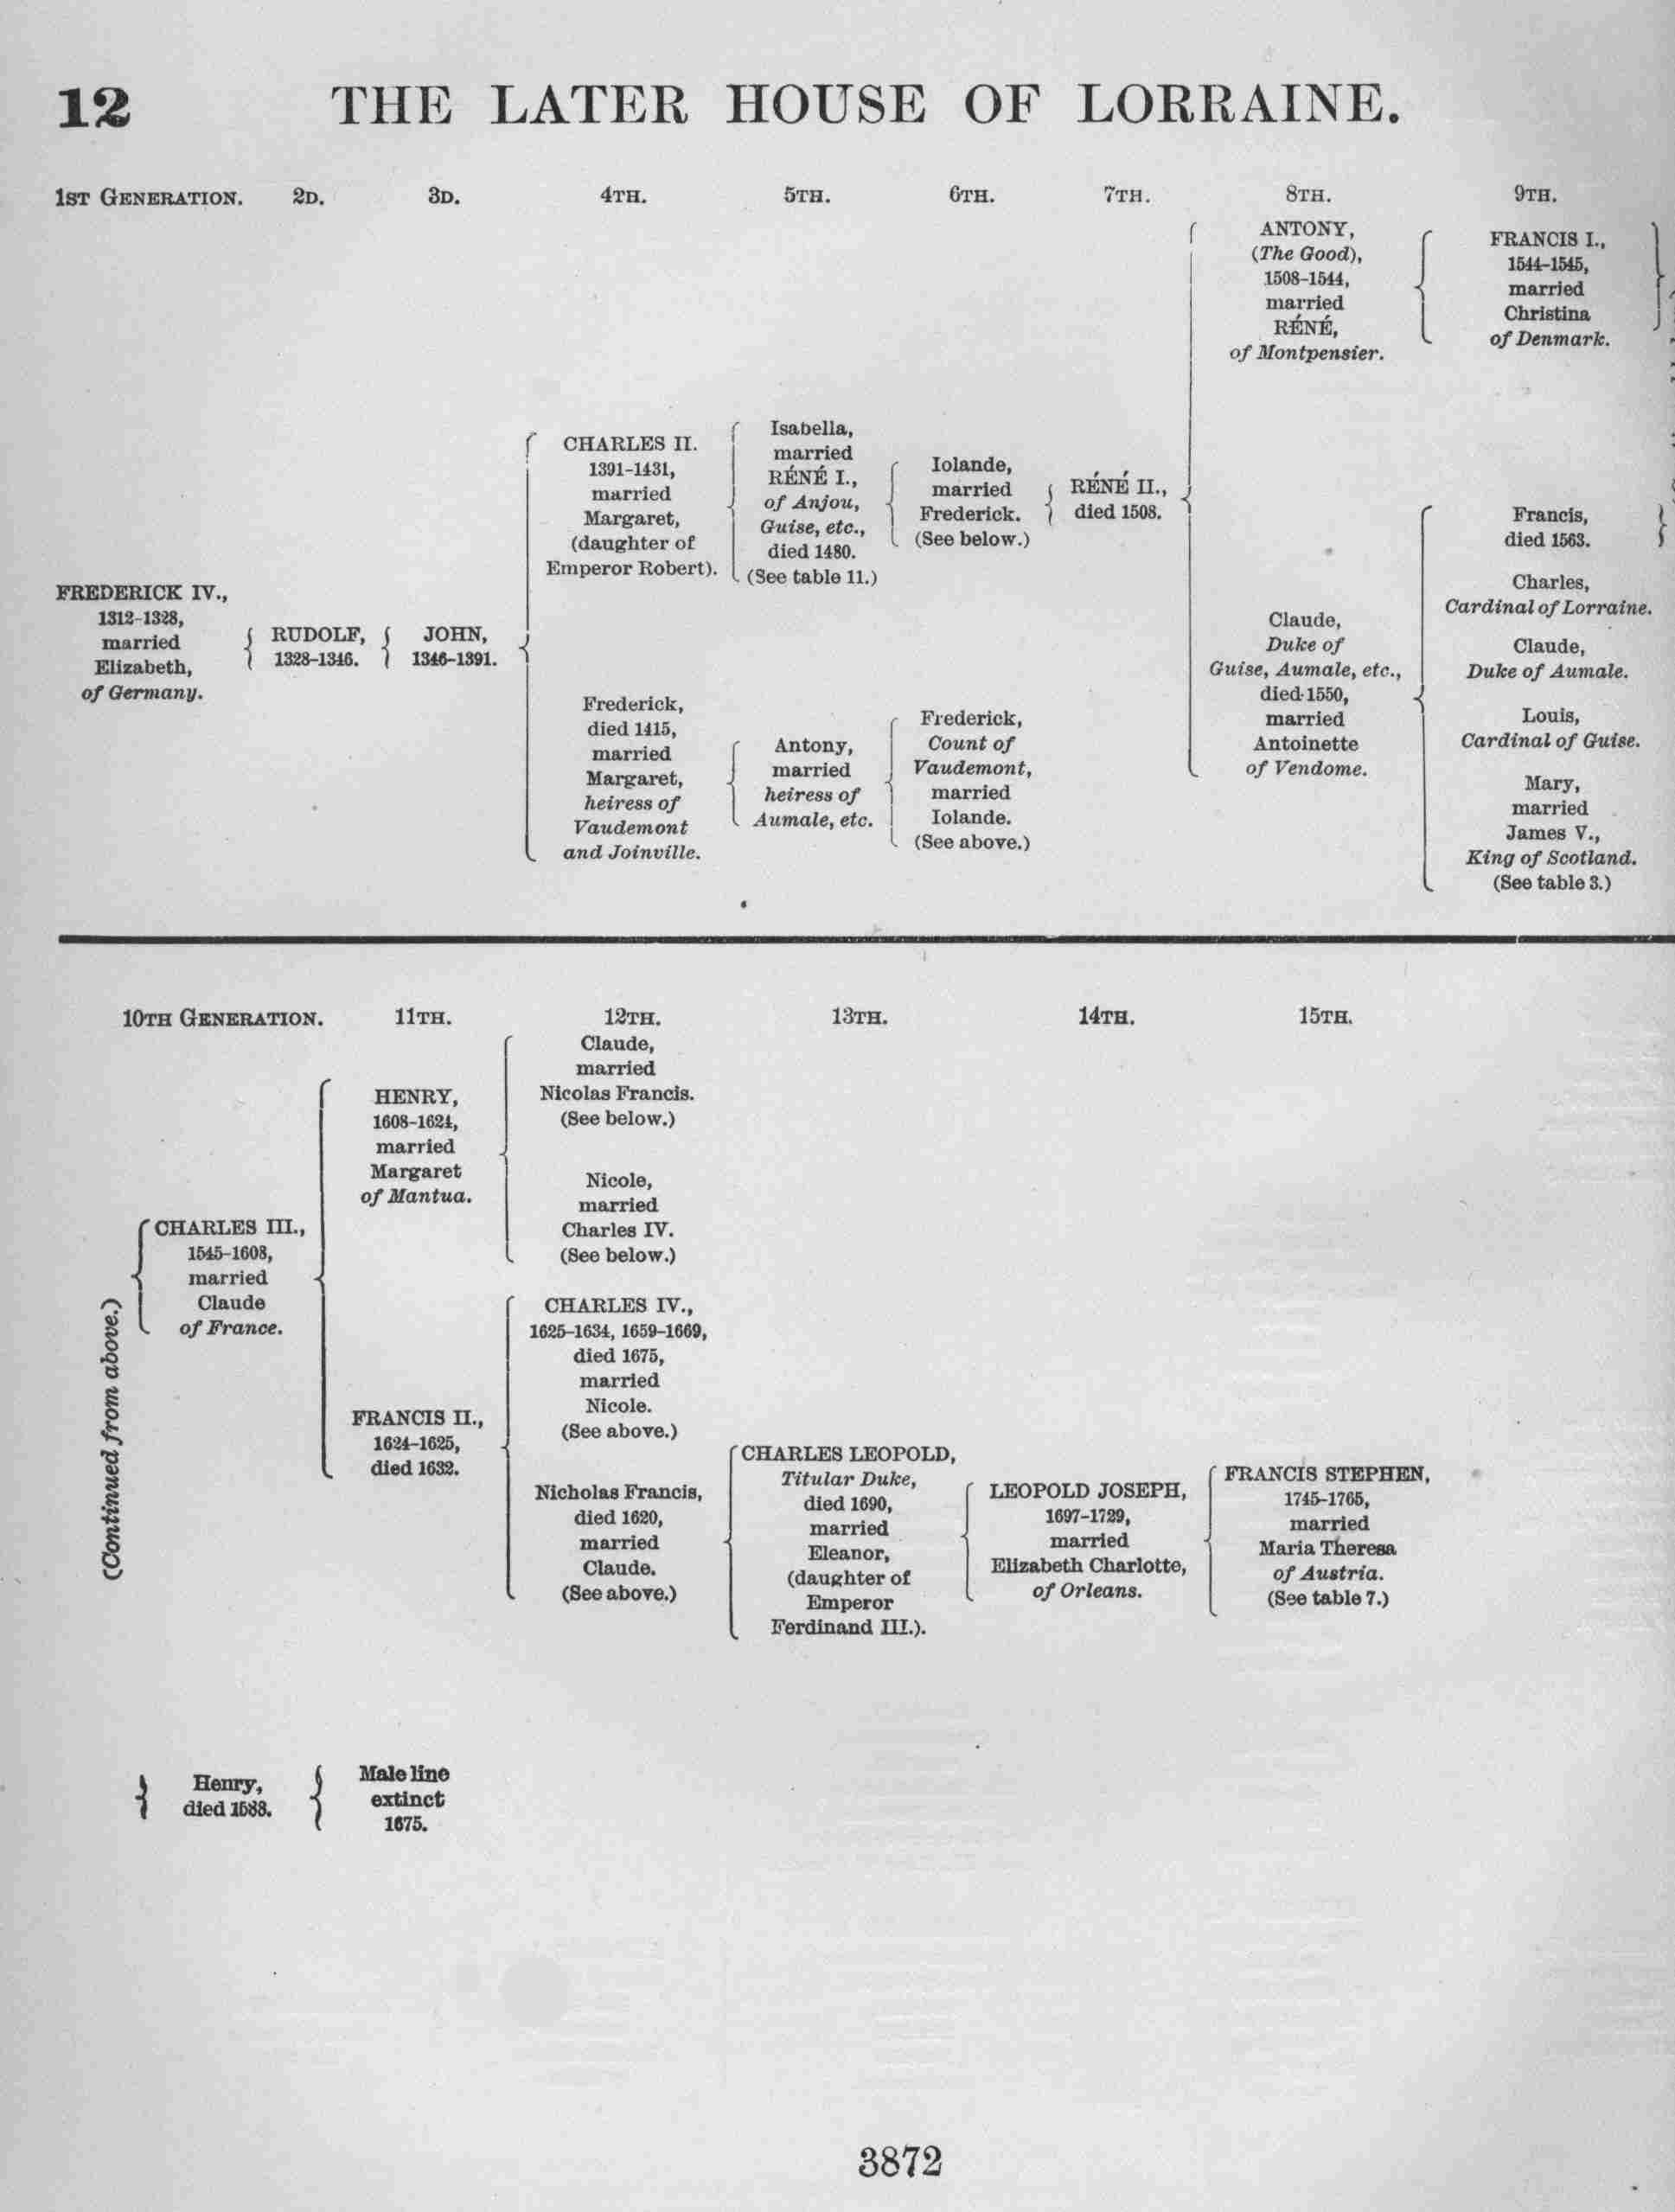 12
THE LATER HOUSE OF LORRAINE.
1ST GENERATION. 2D. 3D. 4TH. 5TH. 6TH. 7TH. 8TH. 9TH.
FREDERICK IV.,
1312-1328,
married
Elizabeth,
of Germany.
RUDOLF,
1328-1346.
JOHN,
1346-1391.
CHARLES II.
1391-1431,
married
Margaret,
(daughter of
Emperor Robert).
Frederick,
died 1415,
married
Margaret,
heiress of
Vaudemont
and Joinville.
Isabella,
married
RÉNÉ I.,
of Anjou,
Guise, etc.,
died 1480.
(See table 11.)
Antony,
married
heiress of
Aumale, etc.
Iolande,
married
Frederick.
(See below.)
Frederick,
Count of
Vaudemont,
married
Iolande.
(See above.)
RÉNÉ II.,
died 1508.
ANTONY,
(The Good),
1508-1544,
married
RÉNÉ,
of Montpensier.
Claude,
Duke of
Guise, Aumale, etc.,
died 1550,
married
Antoinette
of Vendome.
FRANCIS I.,
1544-1545,
married
Christina
of Denmark.
Francis,
died 1563.
Charles,
Cardinal of Lorraine.
Claude,
Duke of Aumale.
Louis,
Cardinal of Guise.
Mary,
married
James V.,
King of Scotland.
(See table 3.)
10TH GENERATION. 11TH. 12TH. 13TH. 14TH. 15TH.
(Continued from above.)
CHARLES III.,
1545-1608,
married
Claude
of France.
HENRY,
1608-1624,
married
Margaret
of Mantua.
FRANCIS II.,
1624-1625,
died 1632.
Claude,
married
Nicolas Francis.
(See below.)
Nicole,
married
Charles IV.
(See below.)
CHARLES IV.,
1625-1634, 1659-1669,
died 1675,
married
Nicole.
(See above.)
Nicholas Francis,
died 1620,
married
Claude.
(See above.)
CHARLES LEOPOLD,
Titular Duke,
died 1690,
married
Eleanor,
(daughter of
Emperor
Ferdinand III.).
LEOPOLD JOSEPH,
1697-1729,
married
Elizabeth Charlotte,
of Orleans.
FRANCIS STEPHEN,
1745-1765,
married
Maria Theresa
of Austria.
(See table 7.)
Henry,
died 1588.
Male line
extinct
1675.
3872